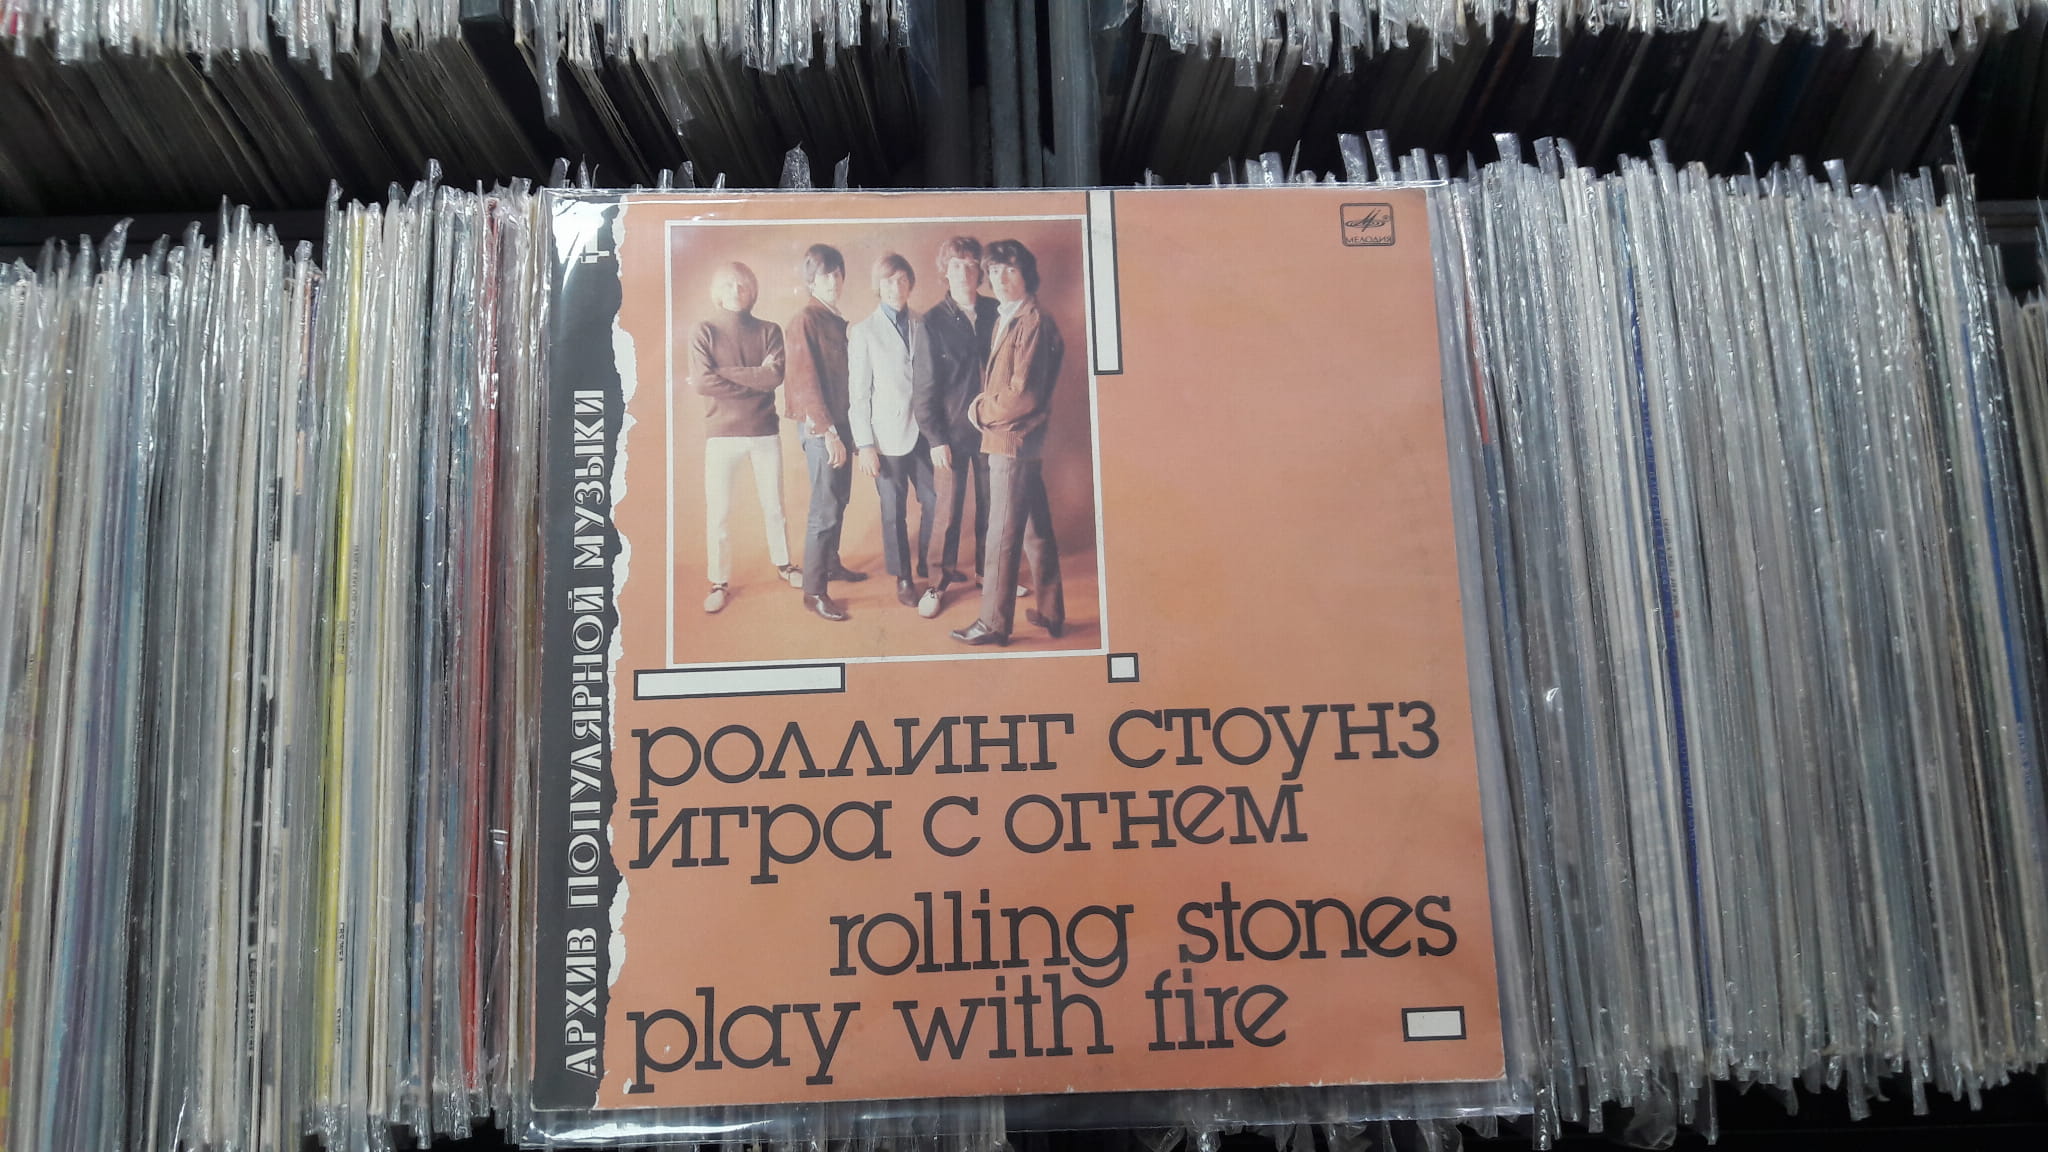 МЕЛОДИЯ
АРХИВ ПОПУЛЯРНОЙ МУЗЫКИ
РОЛЛИНГ СТОУНЗ
ИГРА С ОГНЕМ
rolling stones
play with fire